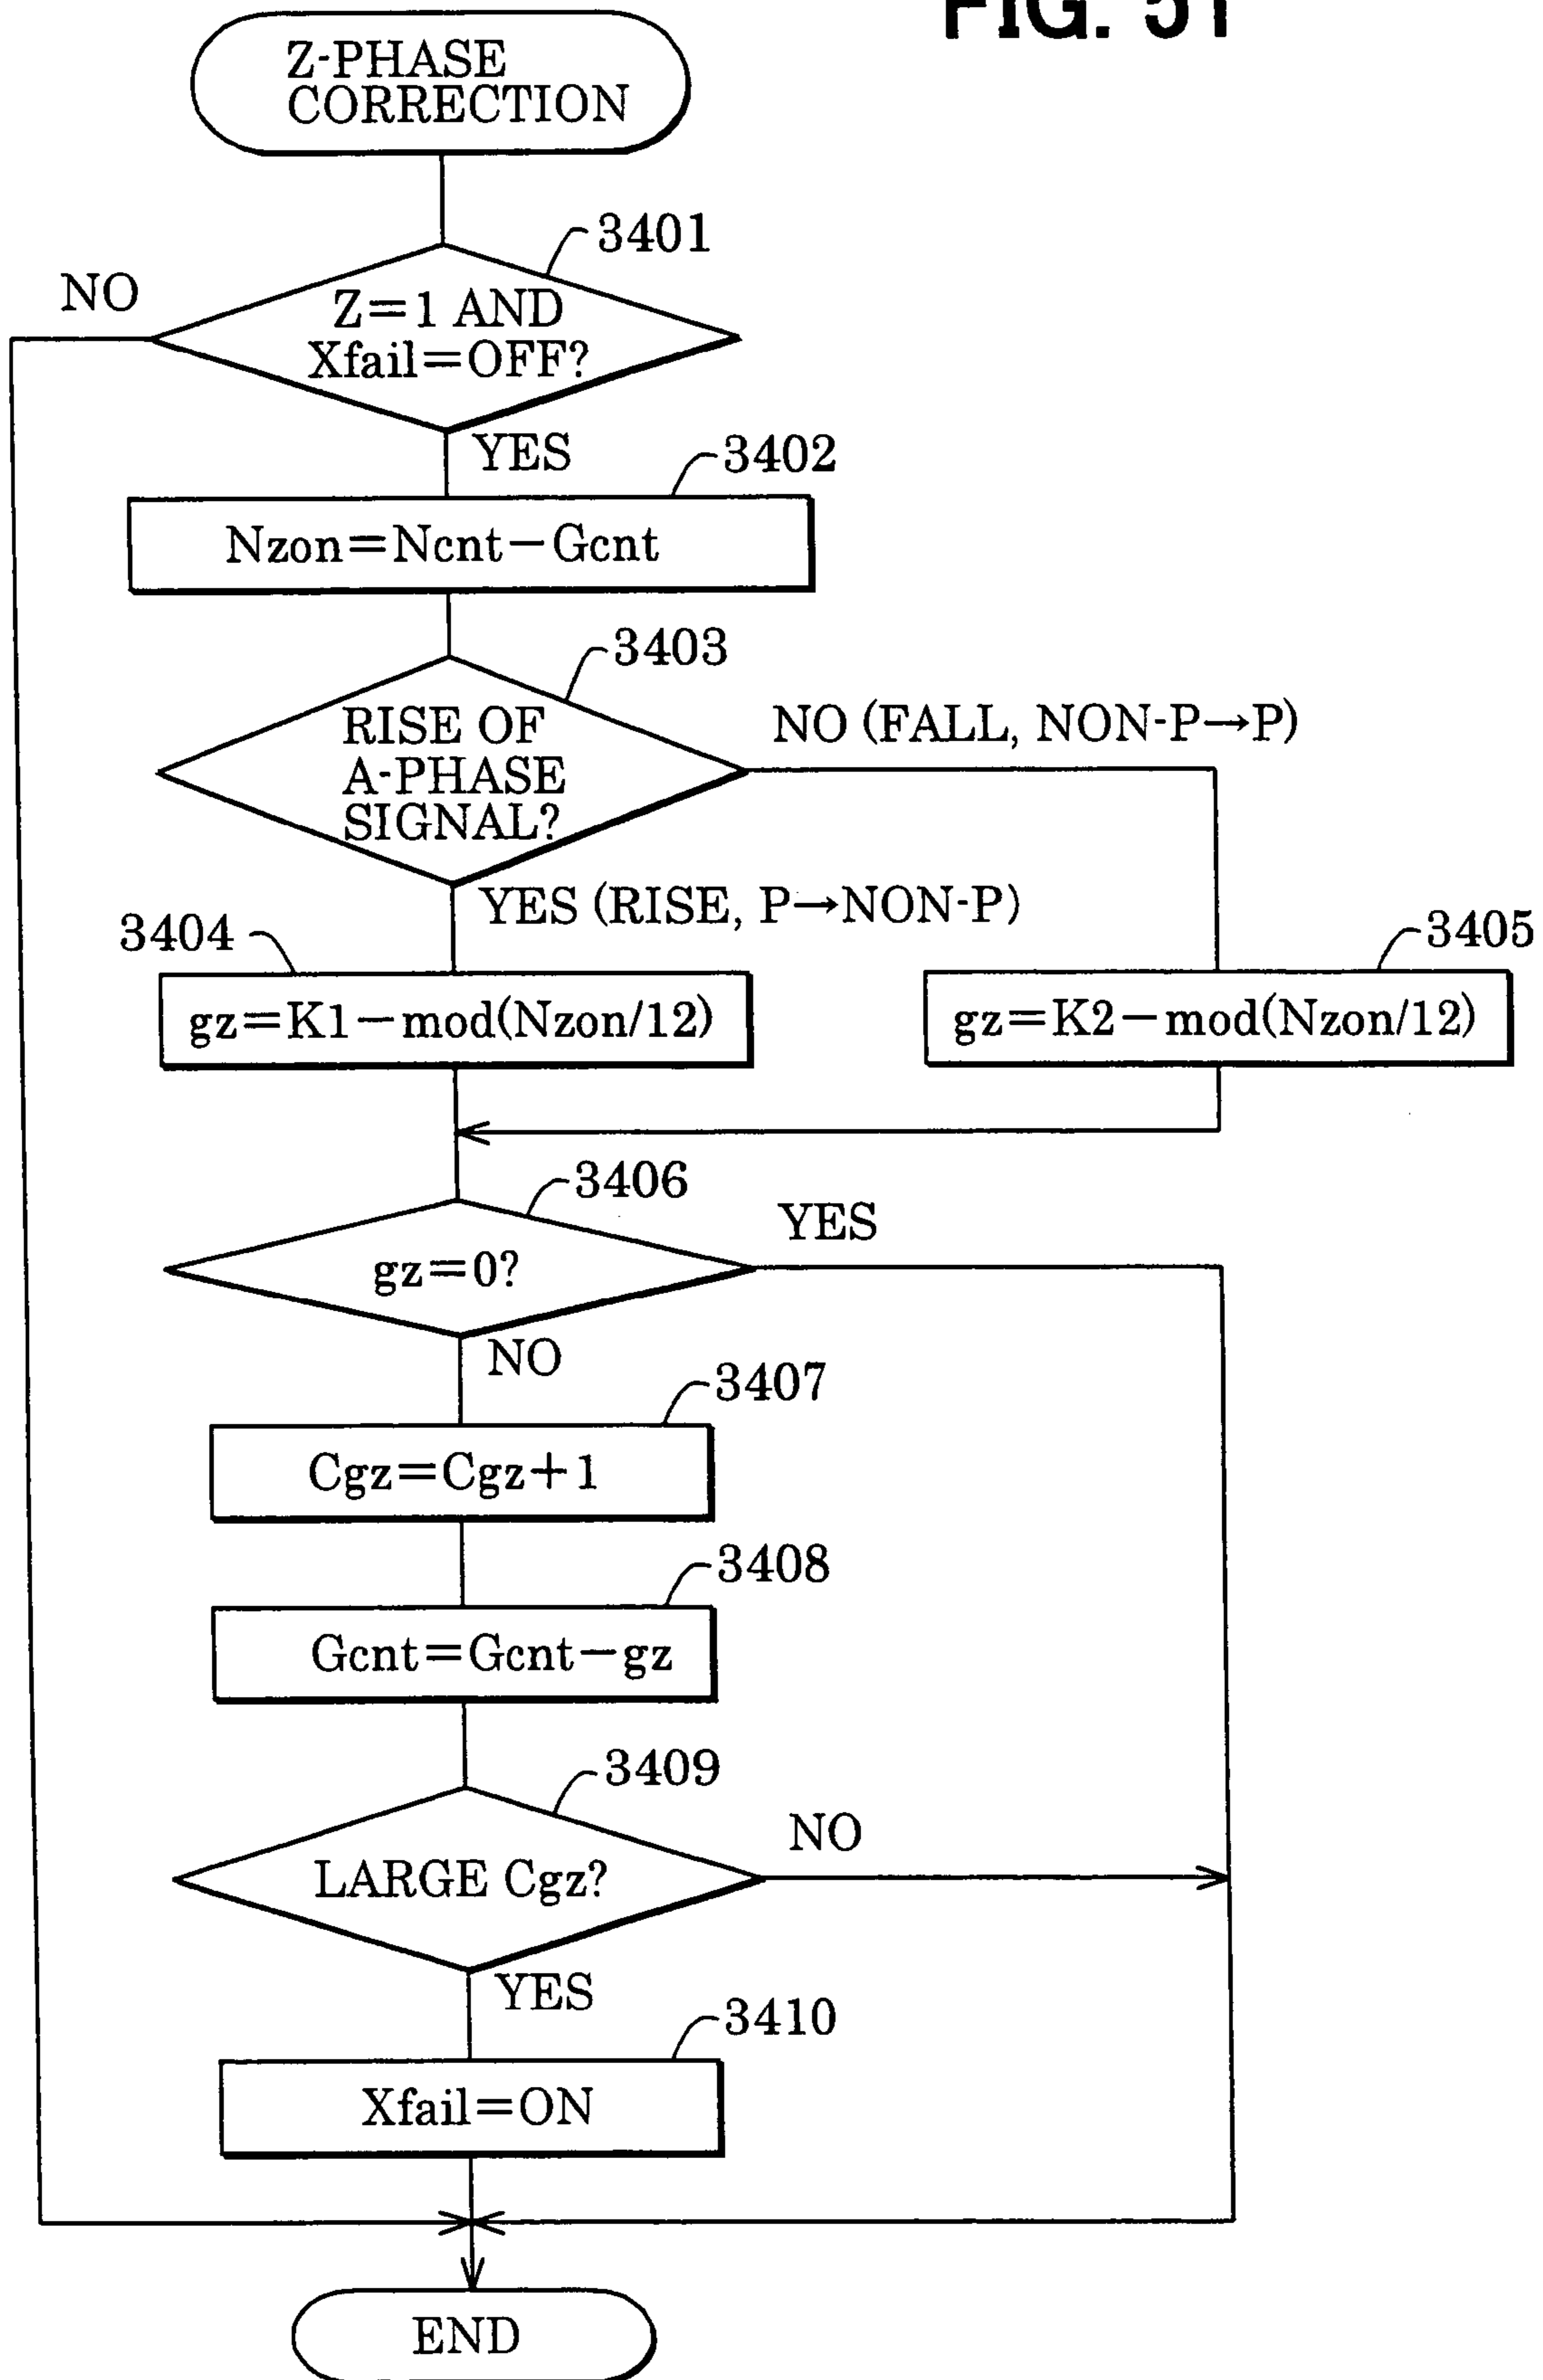 FIG. 51
Z-PHASE
CORRECTION
3401
NO
Z=1 AND
Xfail=OFF?
YES
3402
Nzon=Ncnt−Gcnt
3403
RISE OF
A-PHASE
SIGNAL?
NO (FALL, NON-P→P)
YES (RISE, P→NON-P)
3404
gz=K1−mod(Nzon/12)
3405
gz=K2−mod(Nzon/12)
3406
gz=0?
YES
NO
3407
Cgz=Cgz+1
3408
Gcnt=Gcnt−gz
3409
LARGE Cgz?
NO
YES
3410
Xfail=ON
END